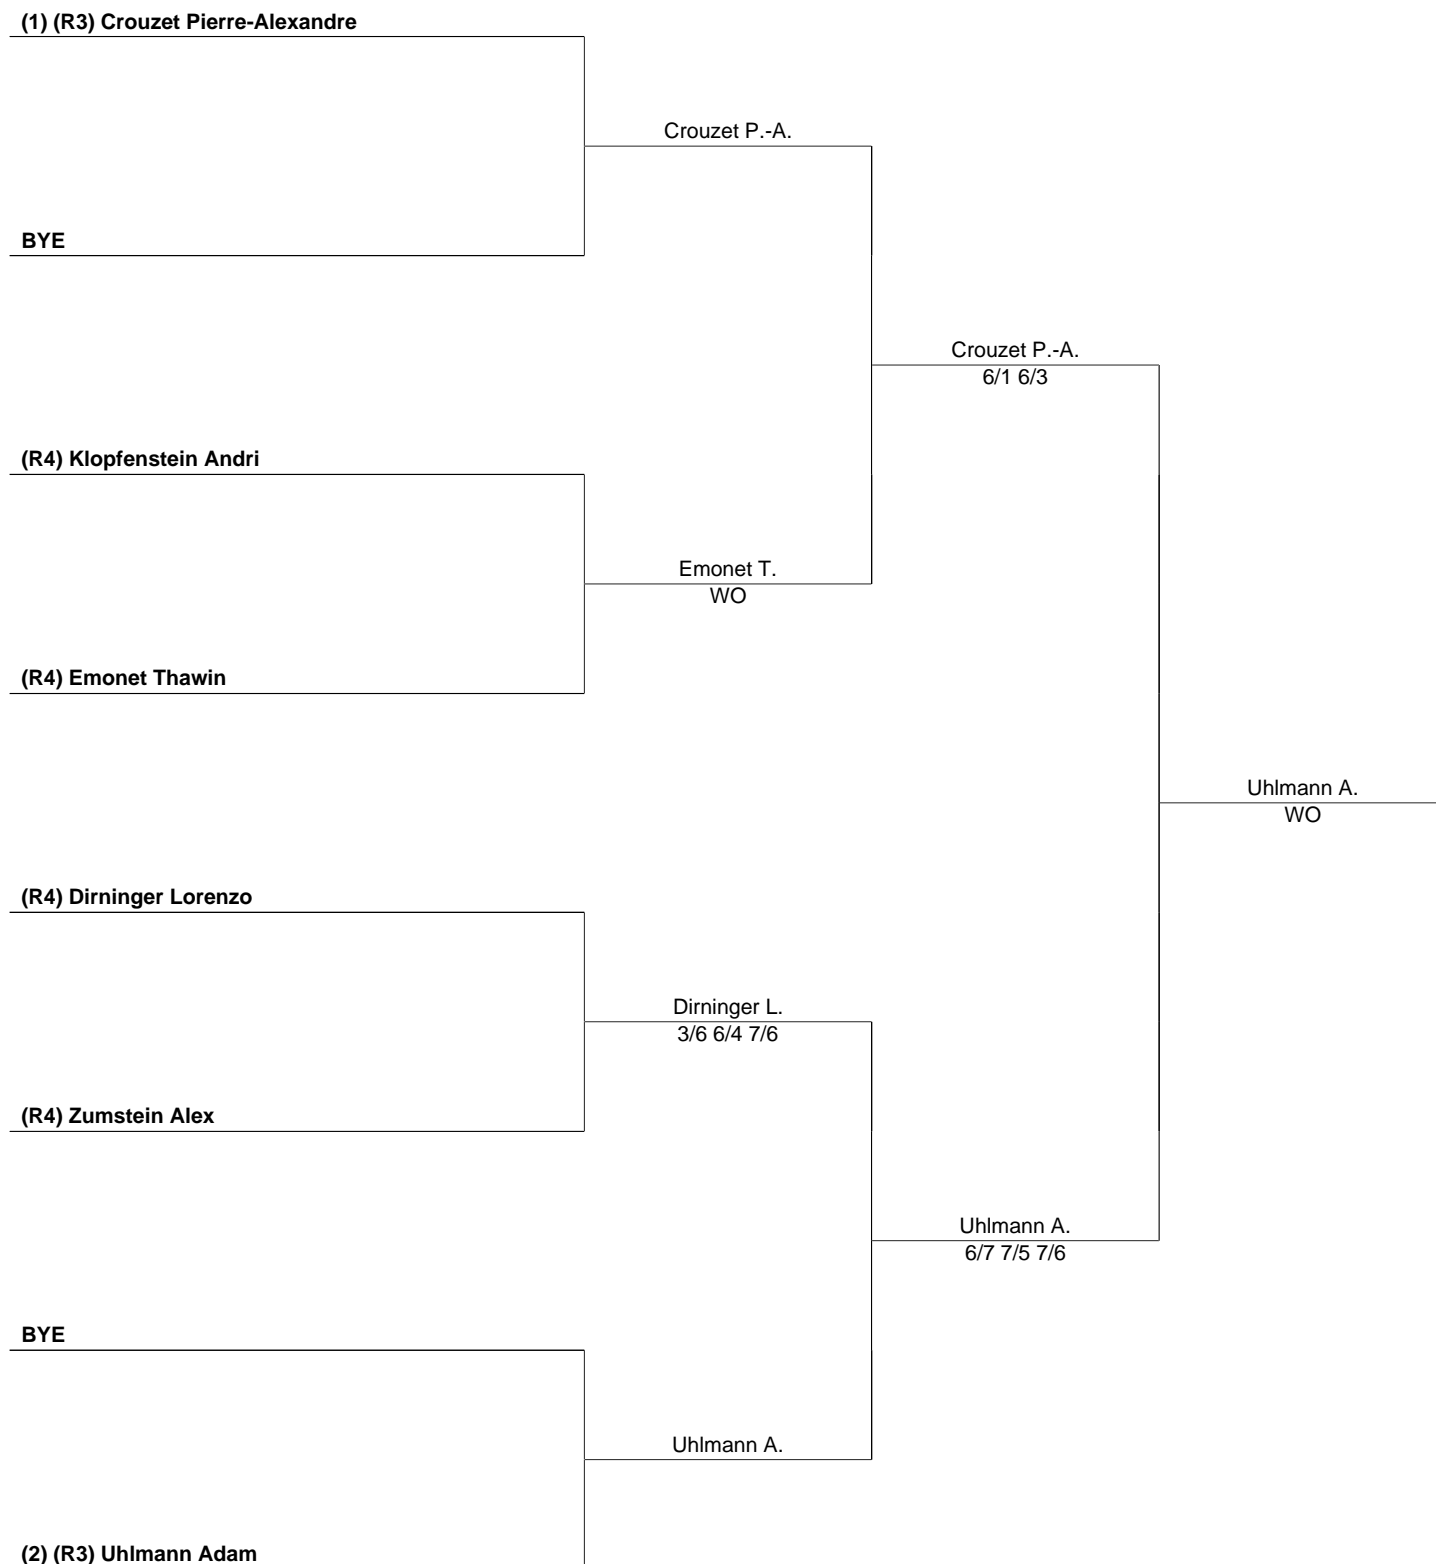 (1) (R3) Crouzet Pierre-Alexandre
Crouzet P.-A.
BYE
Crouzet P.-A.
6/1 6/3
(R4) Klopfenstein Andri
Emonet T.
WO
(R4) Emonet Thawin
Uhlmann A.
WO
(R4) Dirninger Lorenzo
Dirninger L.
3/6 6/4 7/6
(R4) Zumstein Alex
Uhlmann A.
6/7 7/5 7/6
BYE
Uhlmann A.
(2) (R3) Uhlmann Adam